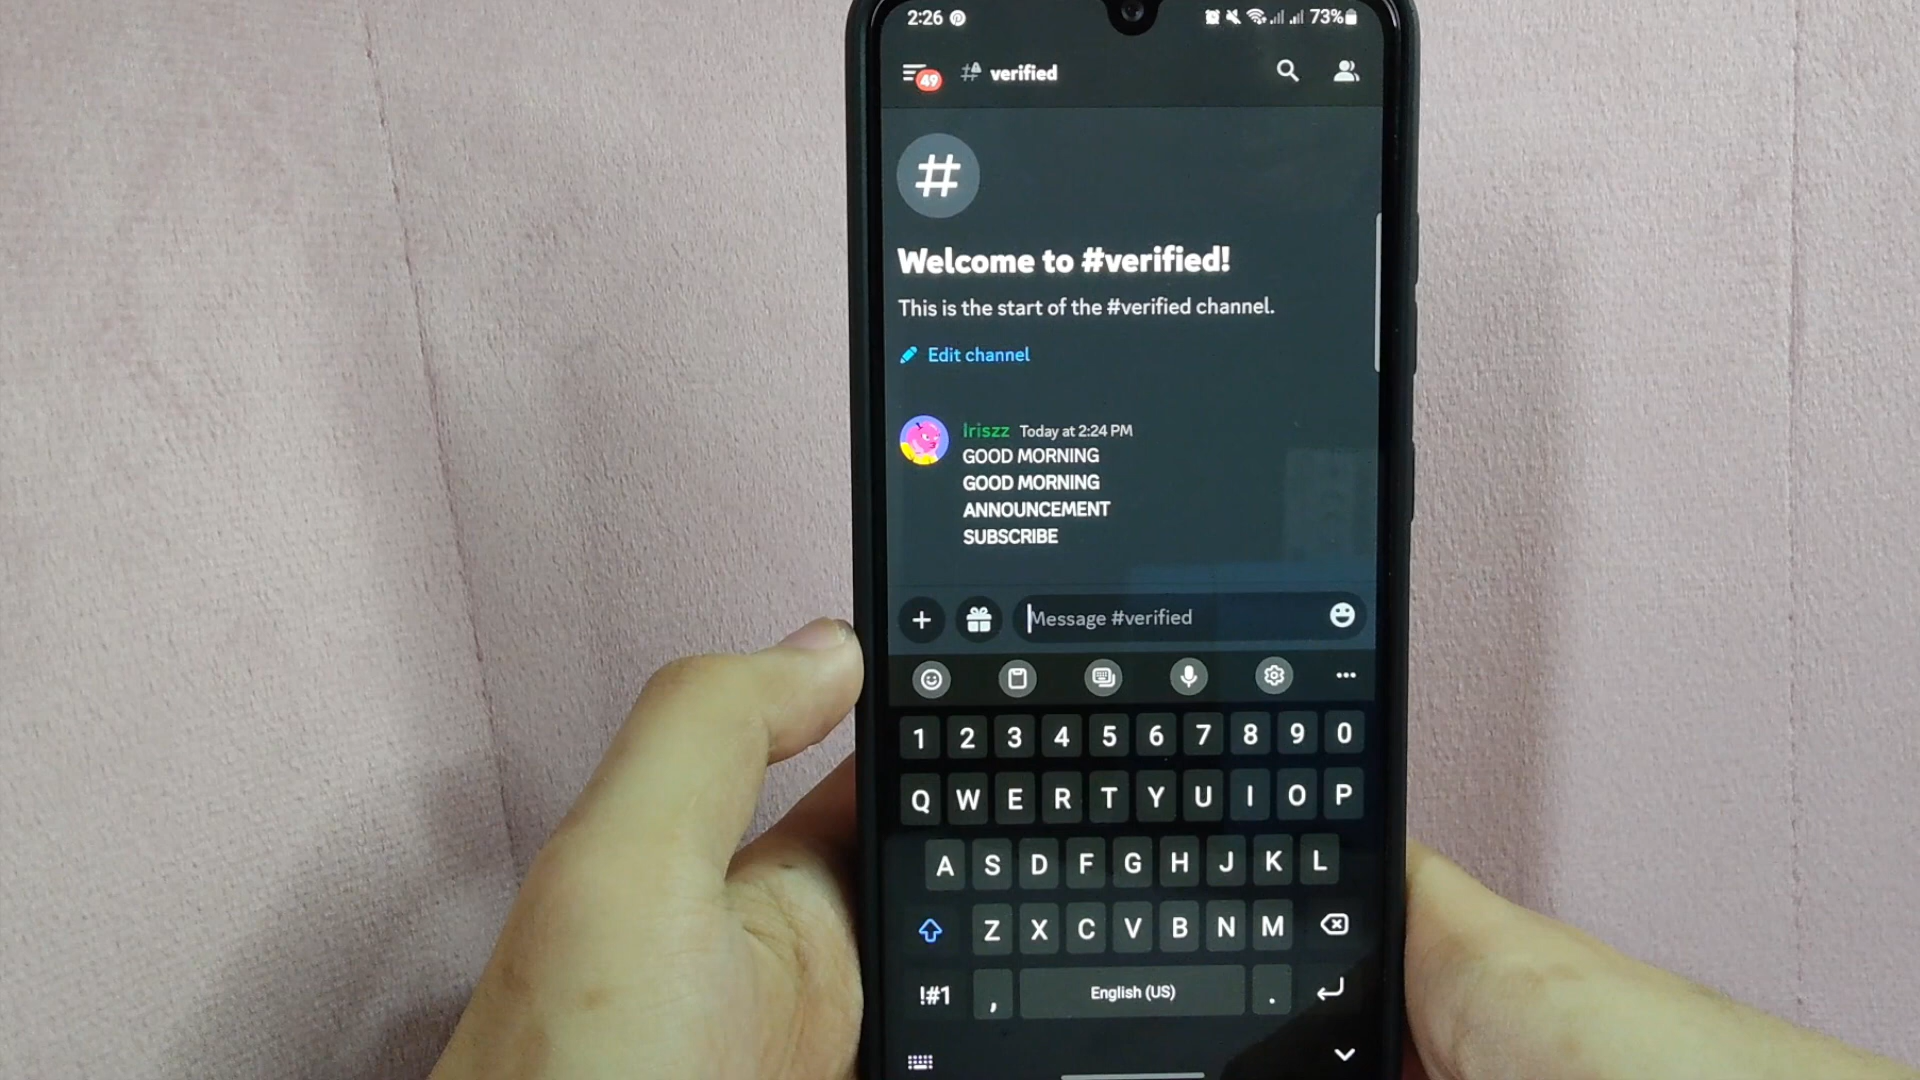 2:26 73%
49 verified
#
Welcome to #verified!
This is the start of the #verified channel.
Edit channel
Iriszz Today at 2:24 PM
GOOD MORNING
GOOD MORNING
ANNOUNCEMENT
SUBSCRIBE
Message #verified
1 2 3 4 5 6 7 8 9 0
Q W E R T Y U I O P
A S D F G H J K L
Z X C V B N M
!#1 , English (US) .